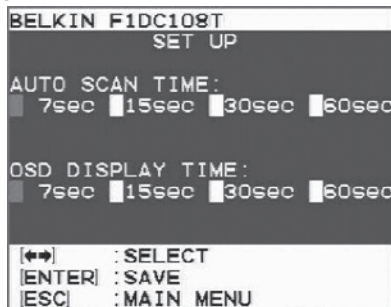 BELKIN F1DC108T
SET UP
AUTO SCAN TIME:
7sec 15sec 30sec 60sec
OSD DISPLAY TIME:
7sec 15sec 30sec 60sec
[↔] :SELECT
[ENTER] :SAVE
[ESC] :MAIN MENU